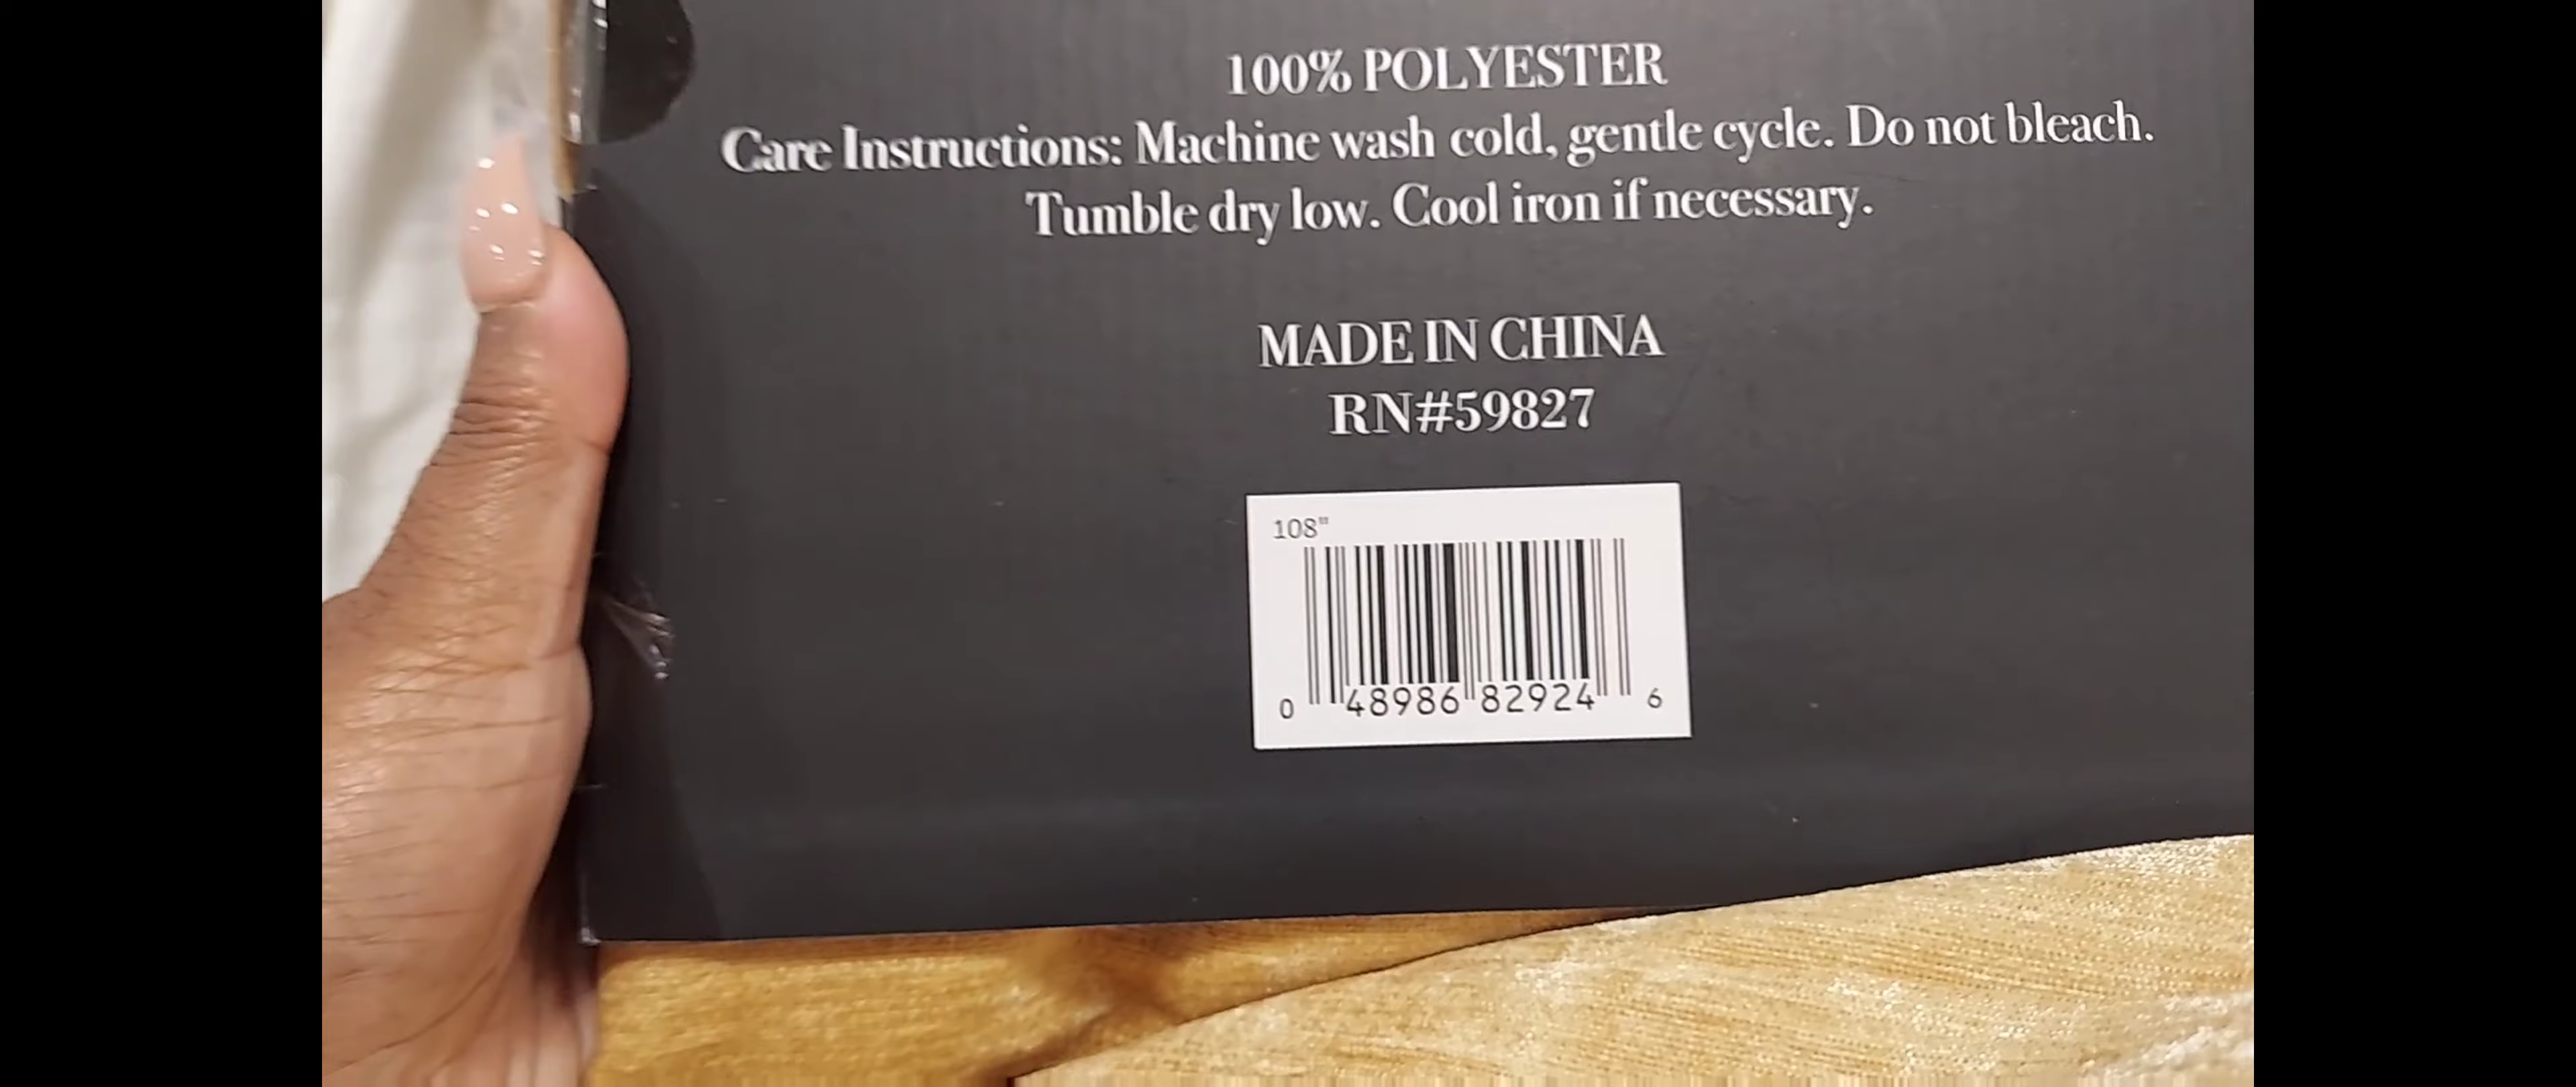 100% POLYESTER
Care Instructions: Machine wash cold, gentle cycle. Do not bleach.
Tumble dry low. Cool iron if necessary.
MADE IN CHINA
RN#59827
108"
0 48986 82924 6